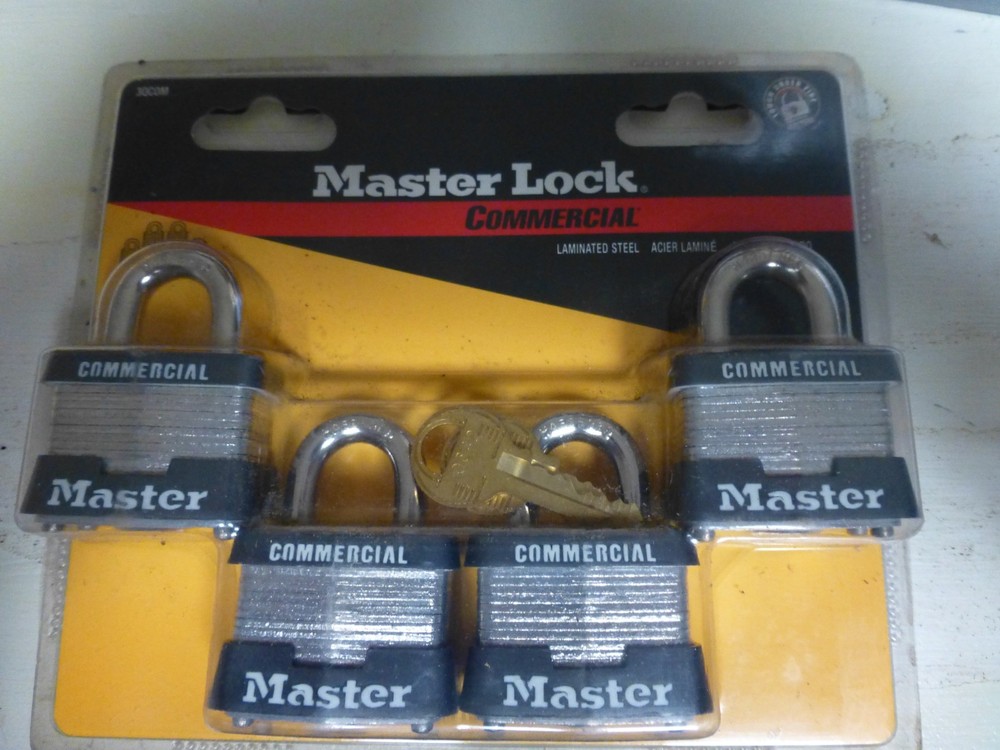 3QCOM
Master Lock®
COMMERCIAL
LAMINATED STEEL ACIER LAMINÉ
COMMERCIAL
Master
COMMERCIAL
Master
COMMERCIAL
Master
COMMERCIAL
Master